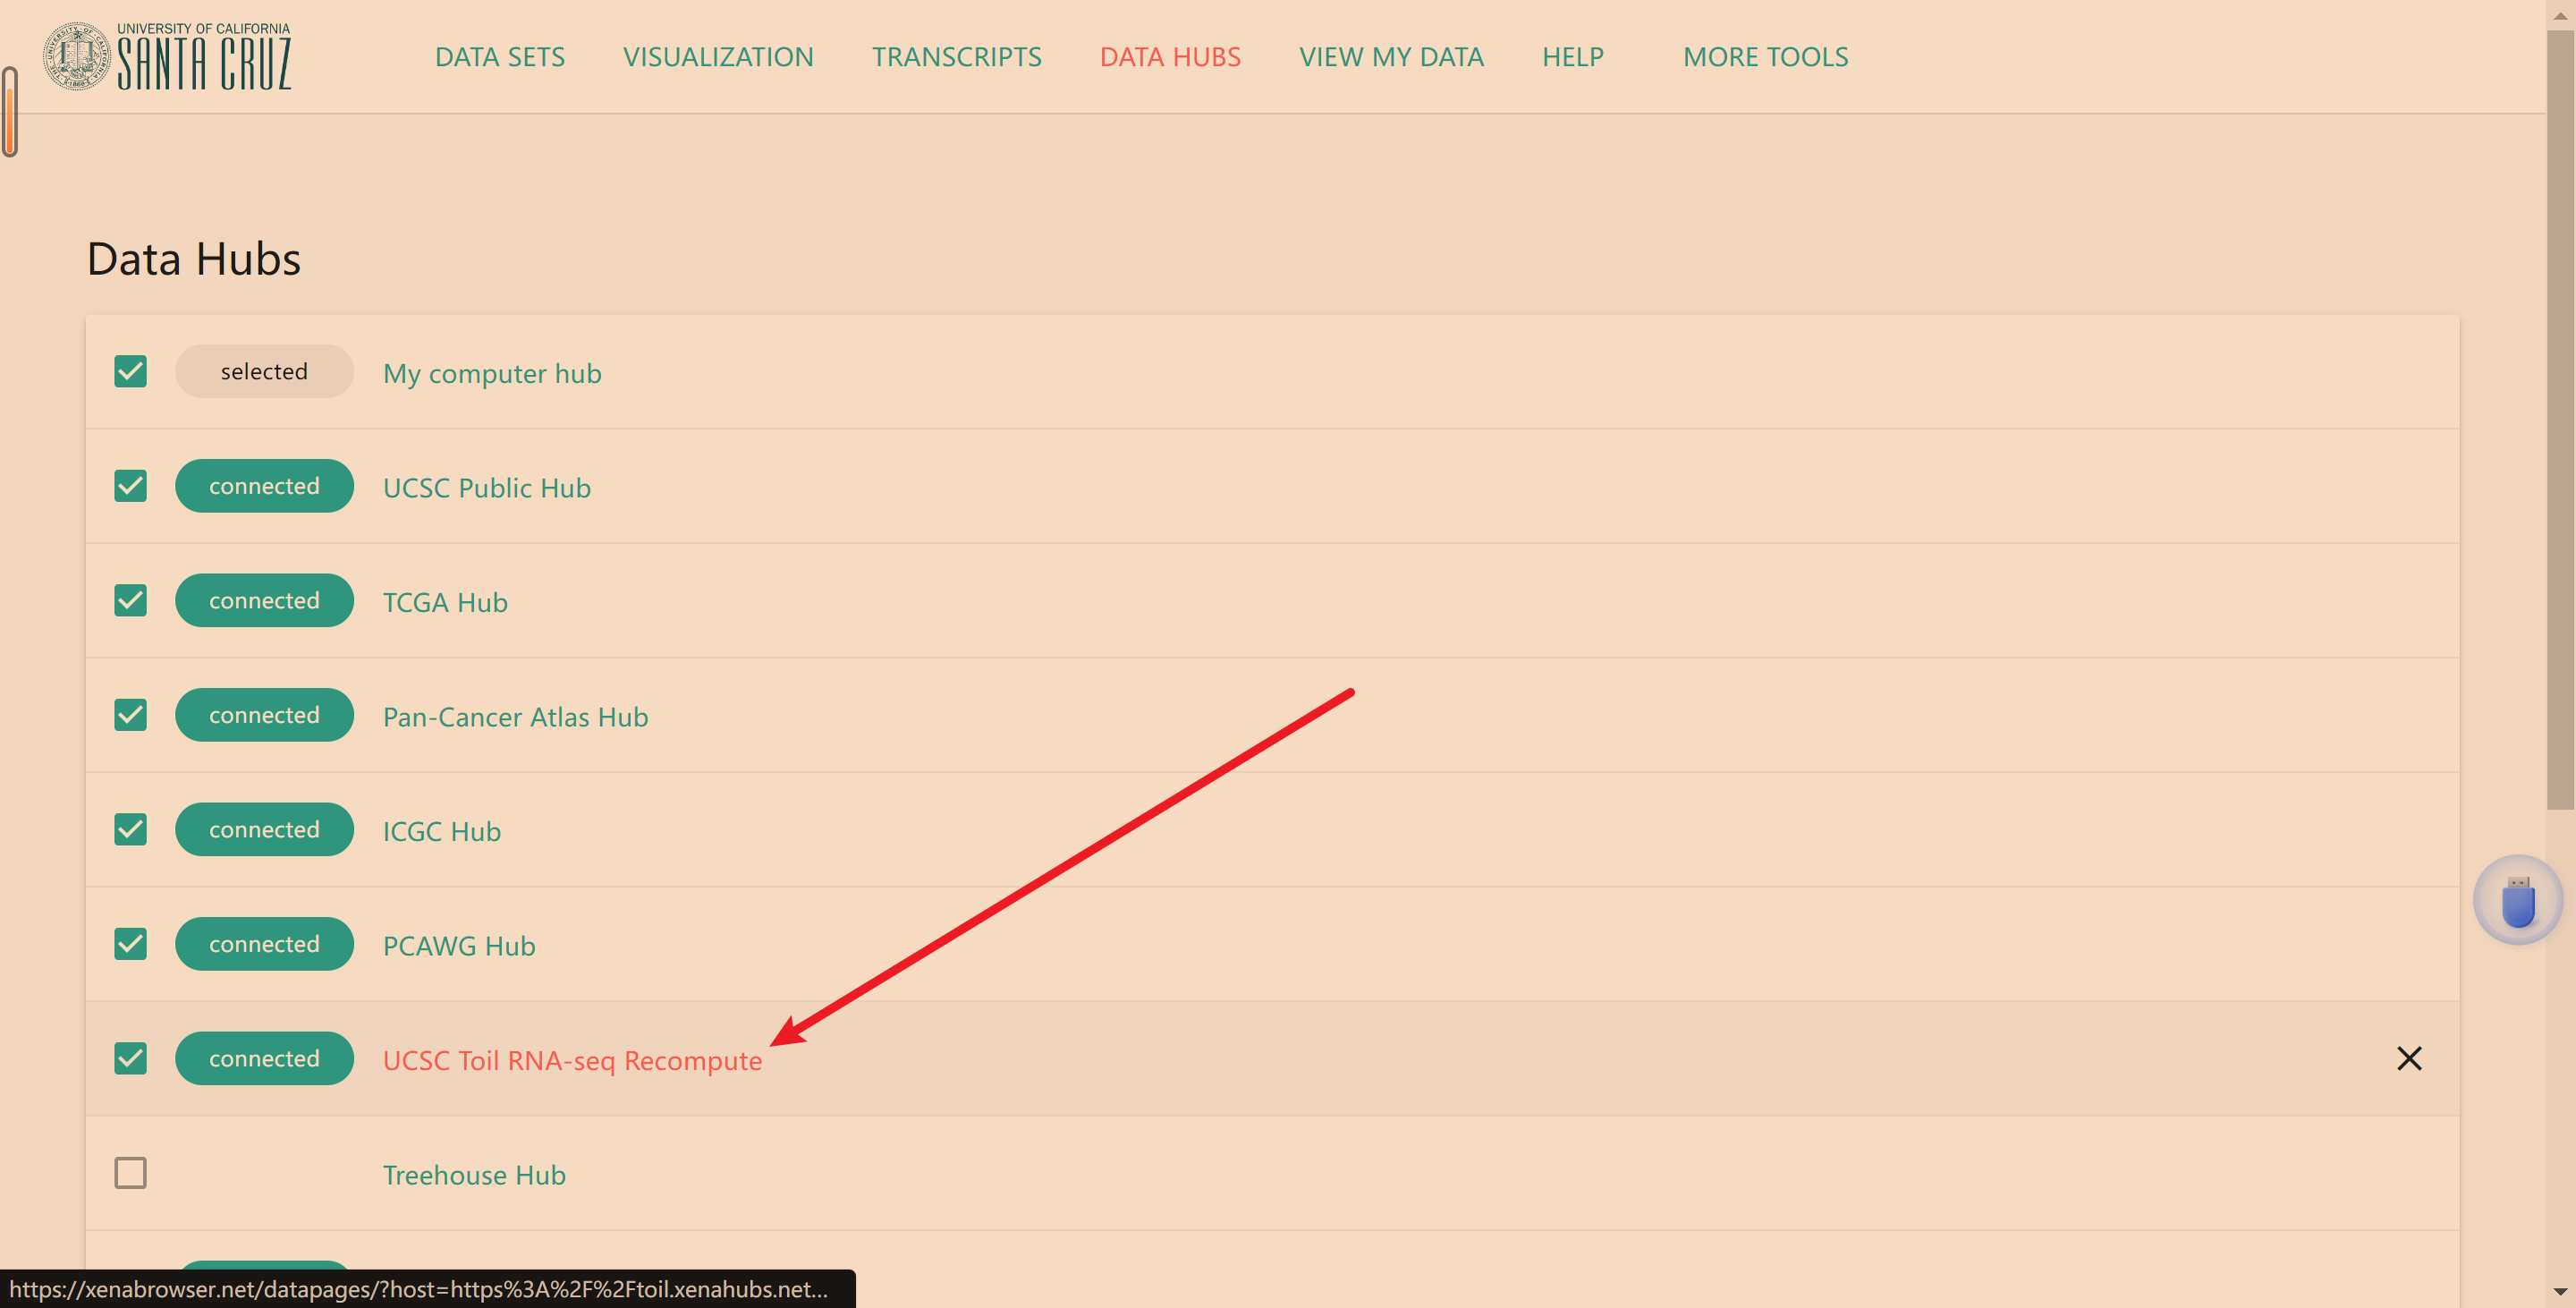 UNIVERSITY OF CALIFORNIA
SANTA CRUZ
DATA SETS
VISUALIZATION
TRANSCRIPTS
DATA HUBS
VIEW MY DATA
HELP
MORE TOOLS
Data Hubs
selected My computer hub
connected UCSC Public Hub
connected TCGA Hub
connected Pan-Cancer Atlas Hub
connected ICGC Hub
connected PCAWG Hub
connected UCSC Toil RNA-seq Recompute
Treehouse Hub
https://xenabrowser.net/datapages/?host=https%3A%2F%2Ftoil.xenahubs.net...